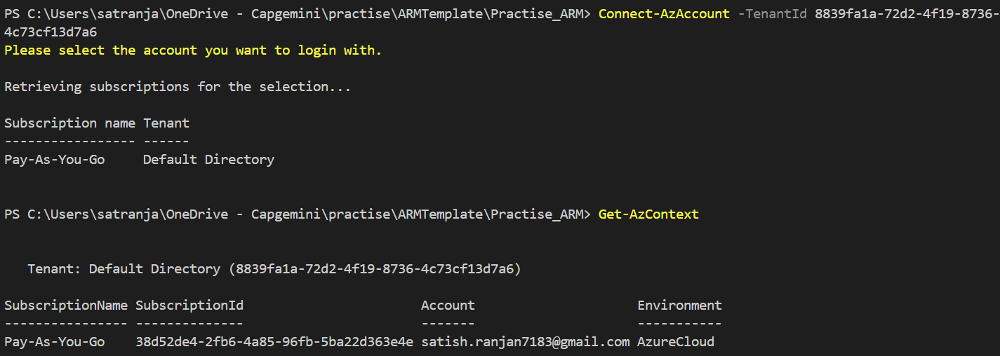 PS C:\Users\satranja\OneDrive - Capgemini\practise\ARMTemplate\Practise_ARM> Connect-AzAccount -TenantId 8839fa1a-72d2-4f19-8736-
4c73cf13d7a6
Please select the account you want to login with.
Retrieving subscriptions for the selection...
Subscription name Tenant
----------------- ------
Pay-As-You-Go     Default Directory
PS C:\Users\satranja\OneDrive - Capgemini\practise\ARMTemplate\Practise_ARM> Get-AzContext
   Tenant: Default Directory (8839fa1a-72d2-4f19-8736-4c73cf13d7a6)
SubscriptionName SubscriptionId                       Account                     Environment
---------------- --------------                       -------                     -----------
Pay-As-You-Go    38d52de4-2fb6-4a85-96fb-5ba22d363e4e satish.ranjan7183@gmail.com AzureCloud